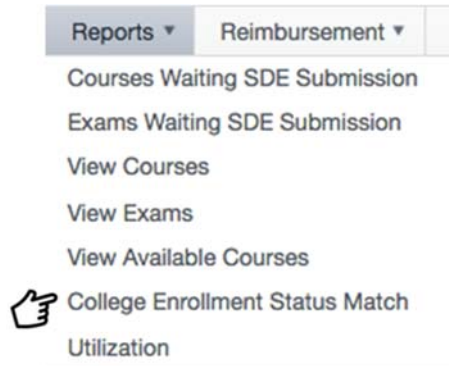 Reports ▼ Reimbursement ▼
Courses Waiting SDE Submission
Exams Waiting SDE Submission
View Courses
View Exams
View Available Courses
College Enrollment Status Match
Utilization